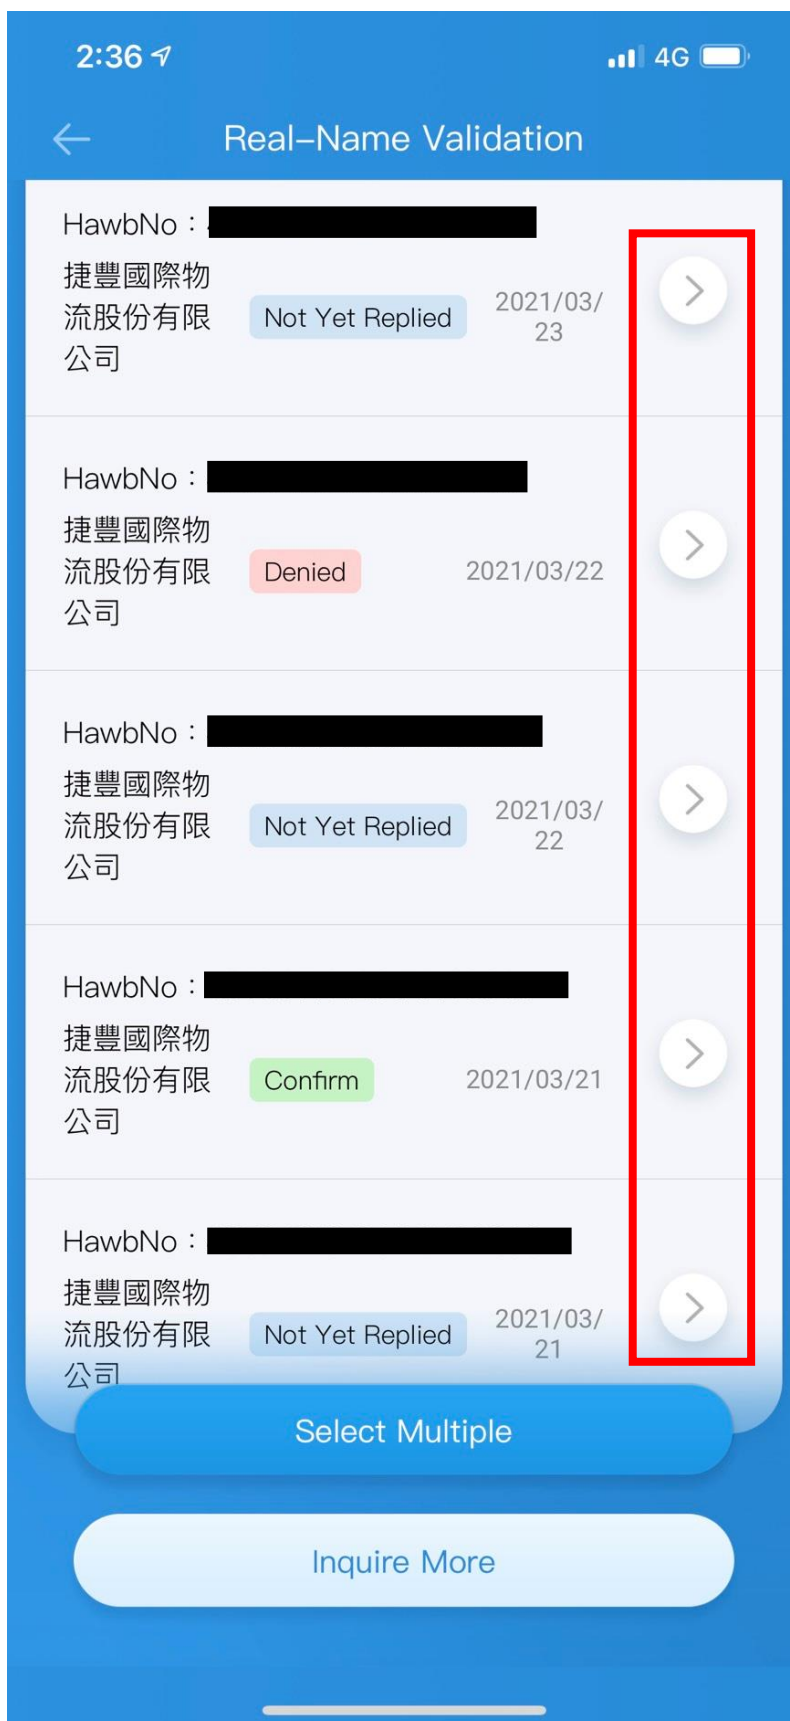 2:36
4G
Real-Name Validation
HawbNo：
捷豐國際物
流股份有限
公司
Not Yet Replied
2021/03/
23
HawbNo：
捷豐國際物
流股份有限
公司
Denied
2021/03/22
HawbNo：
捷豐國際物
流股份有限
公司
Not Yet Replied
2021/03/
22
HawbNo：
捷豐國際物
流股份有限
公司
Confirm
2021/03/21
HawbNo：
捷豐國際物
流股份有限
公司
Not Yet Replied
2021/03/
21
Select Multiple
Inquire More